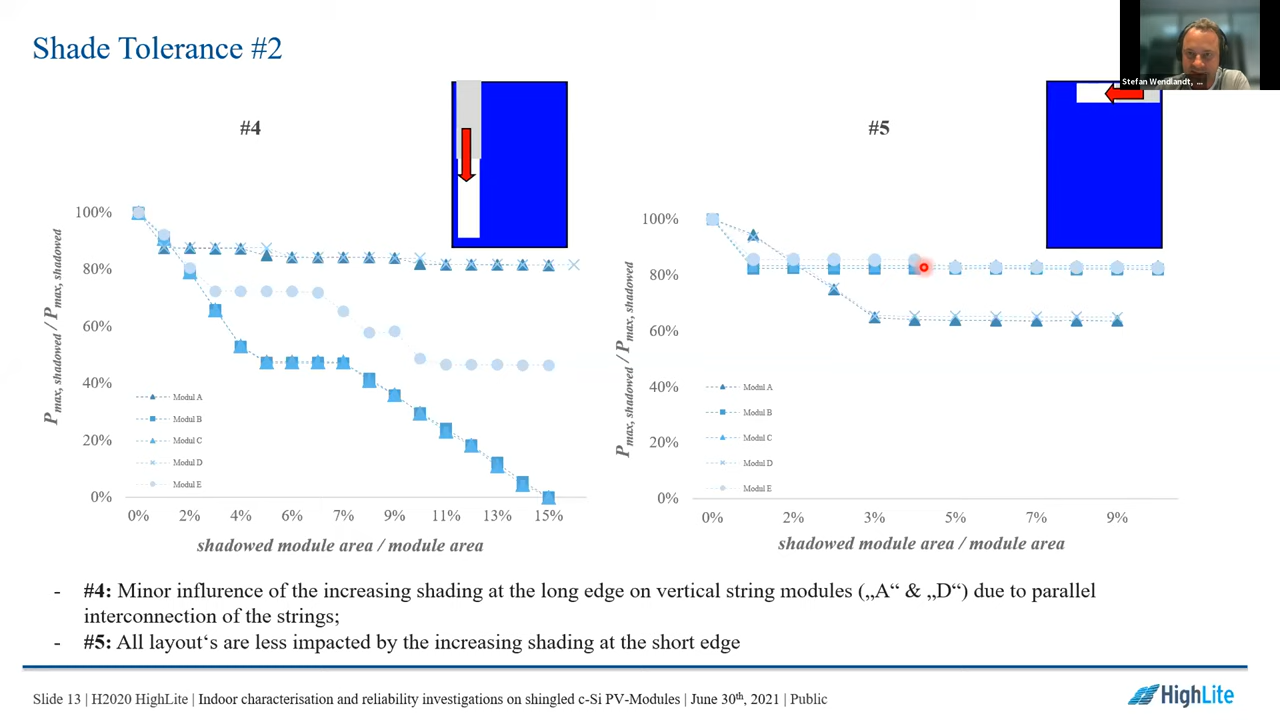 Shade Tolerance #2
Stefan Wendlandt, ...
#4
#5
100%
80%
60%
40%
20%
0%
P max, shadowed / P max, shadowed
Modul A
Modul B
Modul C
Modul D
Modul E
0%
2%
4%
6%
7%
9%
11%
13%
15%
shadowed module area / module area
100%
80%
60%
40%
20%
0%
P max, shadowed / P max, shadowed
Modul A
Modul B
Modul C
Modul D
Modul E
0%
2%
3%
5%
7%
9%
shadowed module area / module area
- #4: Minor influrence of the increasing shading at the long edge on vertical string modules („A“ & „D“) due to parallel
interconnection of the strings;
- #5: All layout‘s are less impacted by the increasing shading at the short edge
Slide 13 | H2020 HighLite | Indoor characterisation and reliability investigations on shingled c-Si PV-Modules | June 30th, 2021 | Public
HighLite